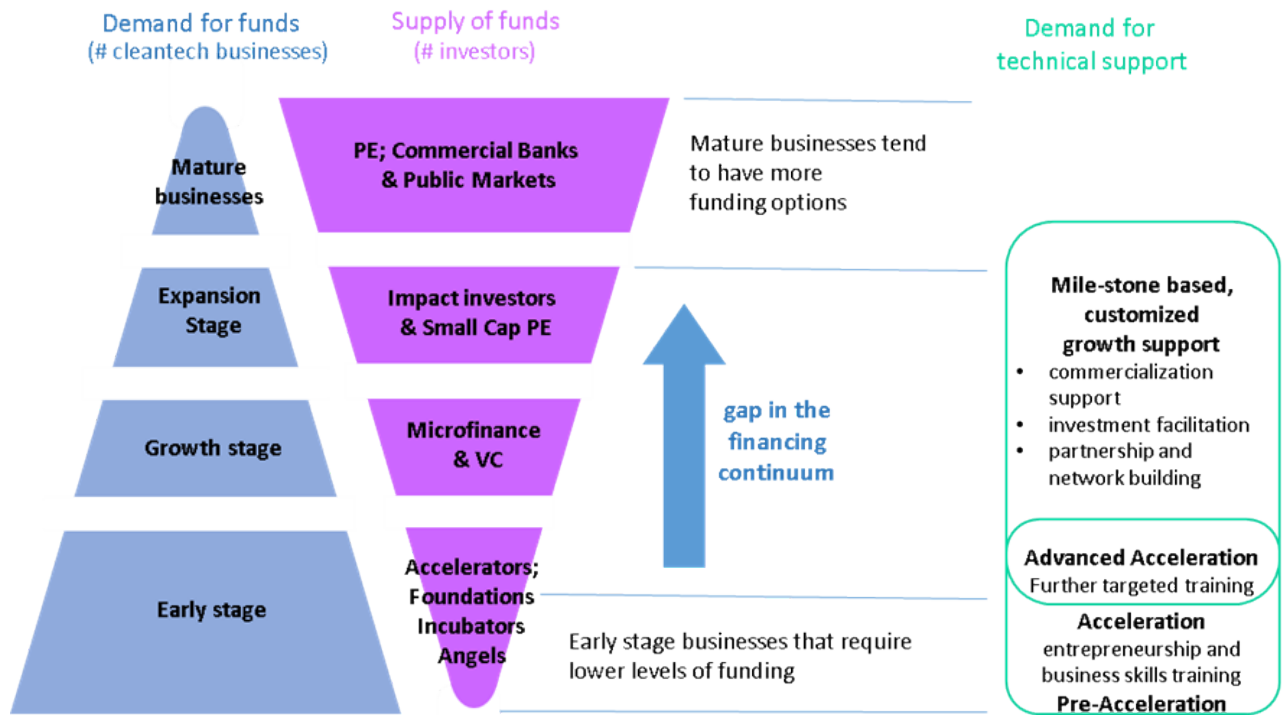 Demand for funds
(# cleantech businesses)
Supply of funds
(# investors)
Demand for
technical support
Mature
businesses
PE; Commercial Banks
& Public Markets
Mature businesses tend
to have more
funding options
Expansion
Stage
Impact investors
& Small Cap PE
Growth stage
Microfinance
& VC
gap in the
financing
continuum
Early stage
Accelerators;
Foundations
Incubators
Angels
Early stage businesses that require
lower levels of funding
Mile-stone based,
customized
growth support
• commercialization
support
• investment facilitation
• partnership and
network building
Advanced Acceleration
Further targeted training
Acceleration
entrepreneurship and
business skills training
Pre-Acceleration